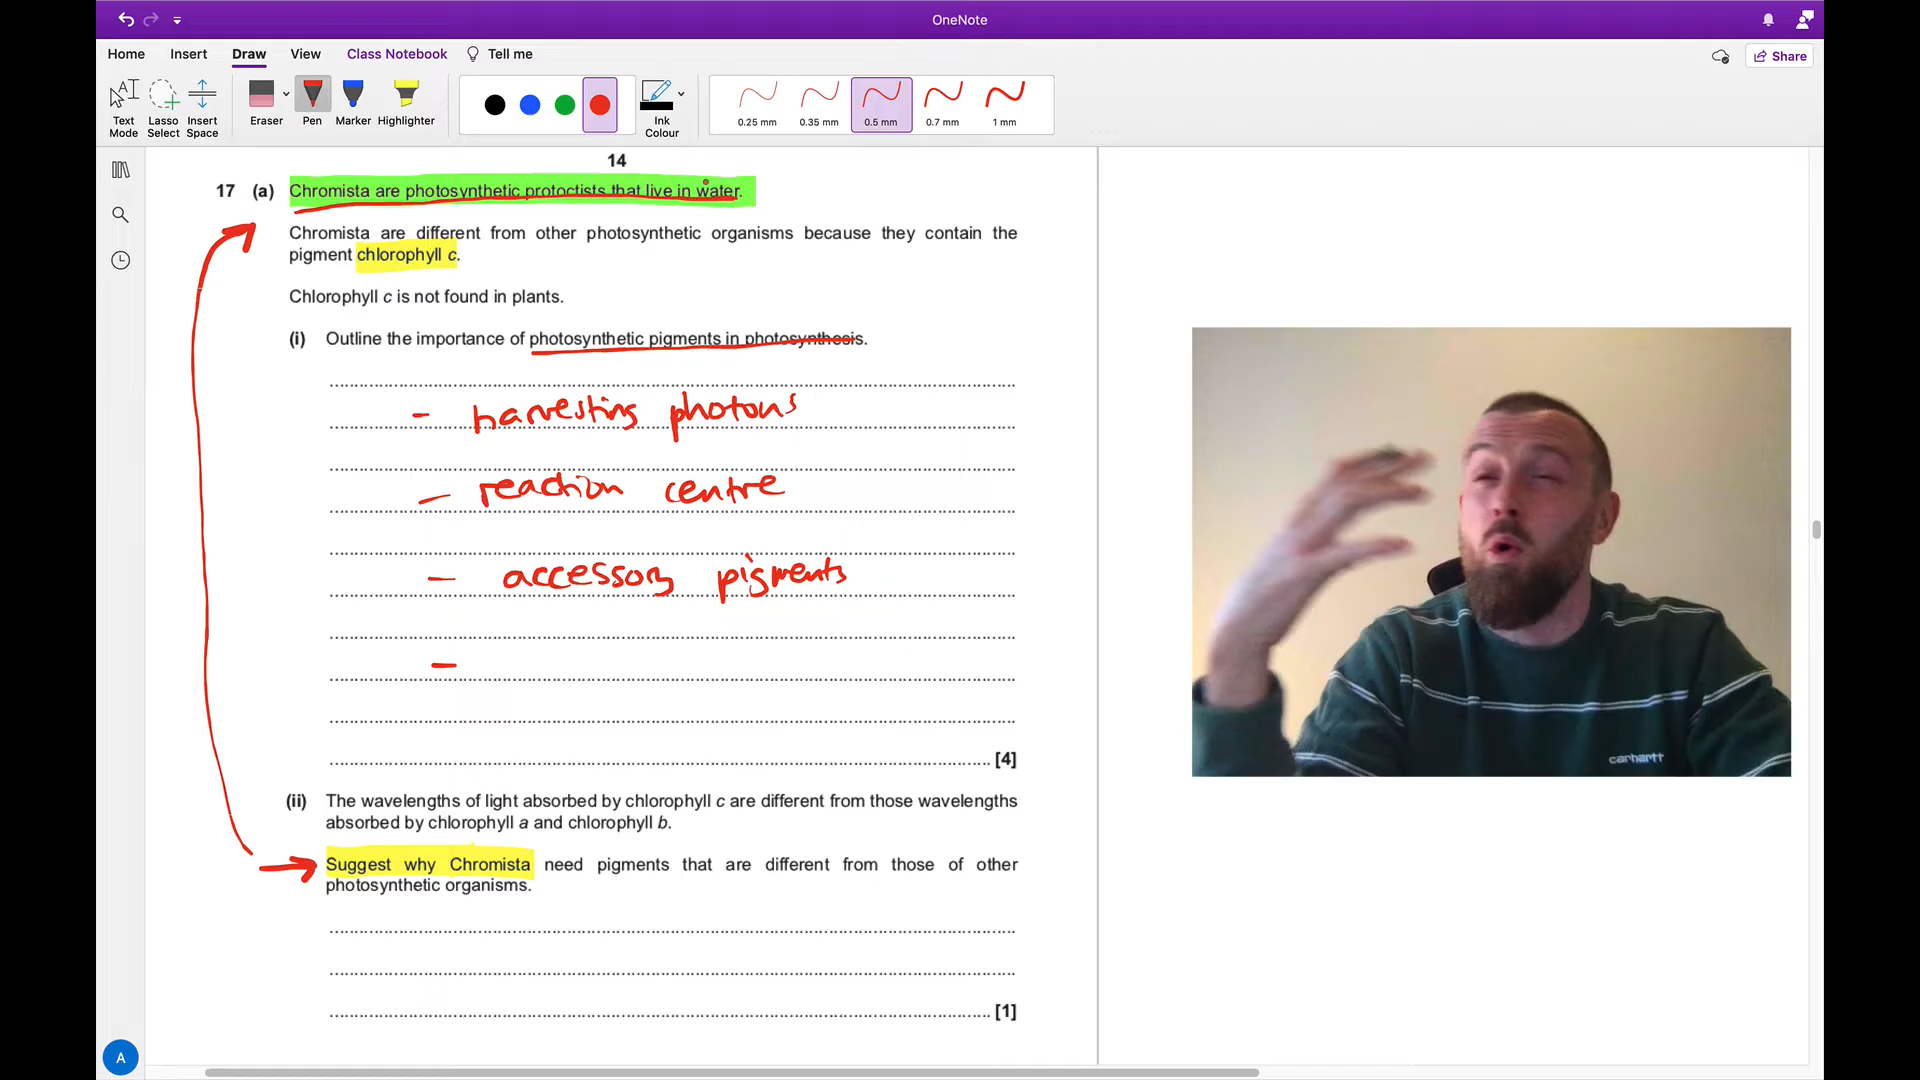 OneNote
Home Insert Draw View Class Notebook Tell me
Share
Text Mode
Lasso Select
Insert Space
Eraser
Pen
Marker
Highlighter
Ink Colour
0.25 mm 0.35 mm 0.5 mm 0.7 mm 1 mm
14
17 (a) Chromista are photosynthetic protoctists that live in water.
Chromista are different from other photosynthetic organisms because they contain the
pigment chlorophyll c.
Chlorophyll c is not found in plants.
(i) Outline the importance of photosynthetic pigments in photosynthesis.
- harvesting photons
- reaction centre
- accessory pigments
-
[4]
(ii) The wavelengths of light absorbed by chlorophyll c are different from those wavelengths
absorbed by chlorophyll a and chlorophyll b.
Suggest why Chromista need pigments that are different from those of other
photosynthetic organisms.
[1]
carhartt
A